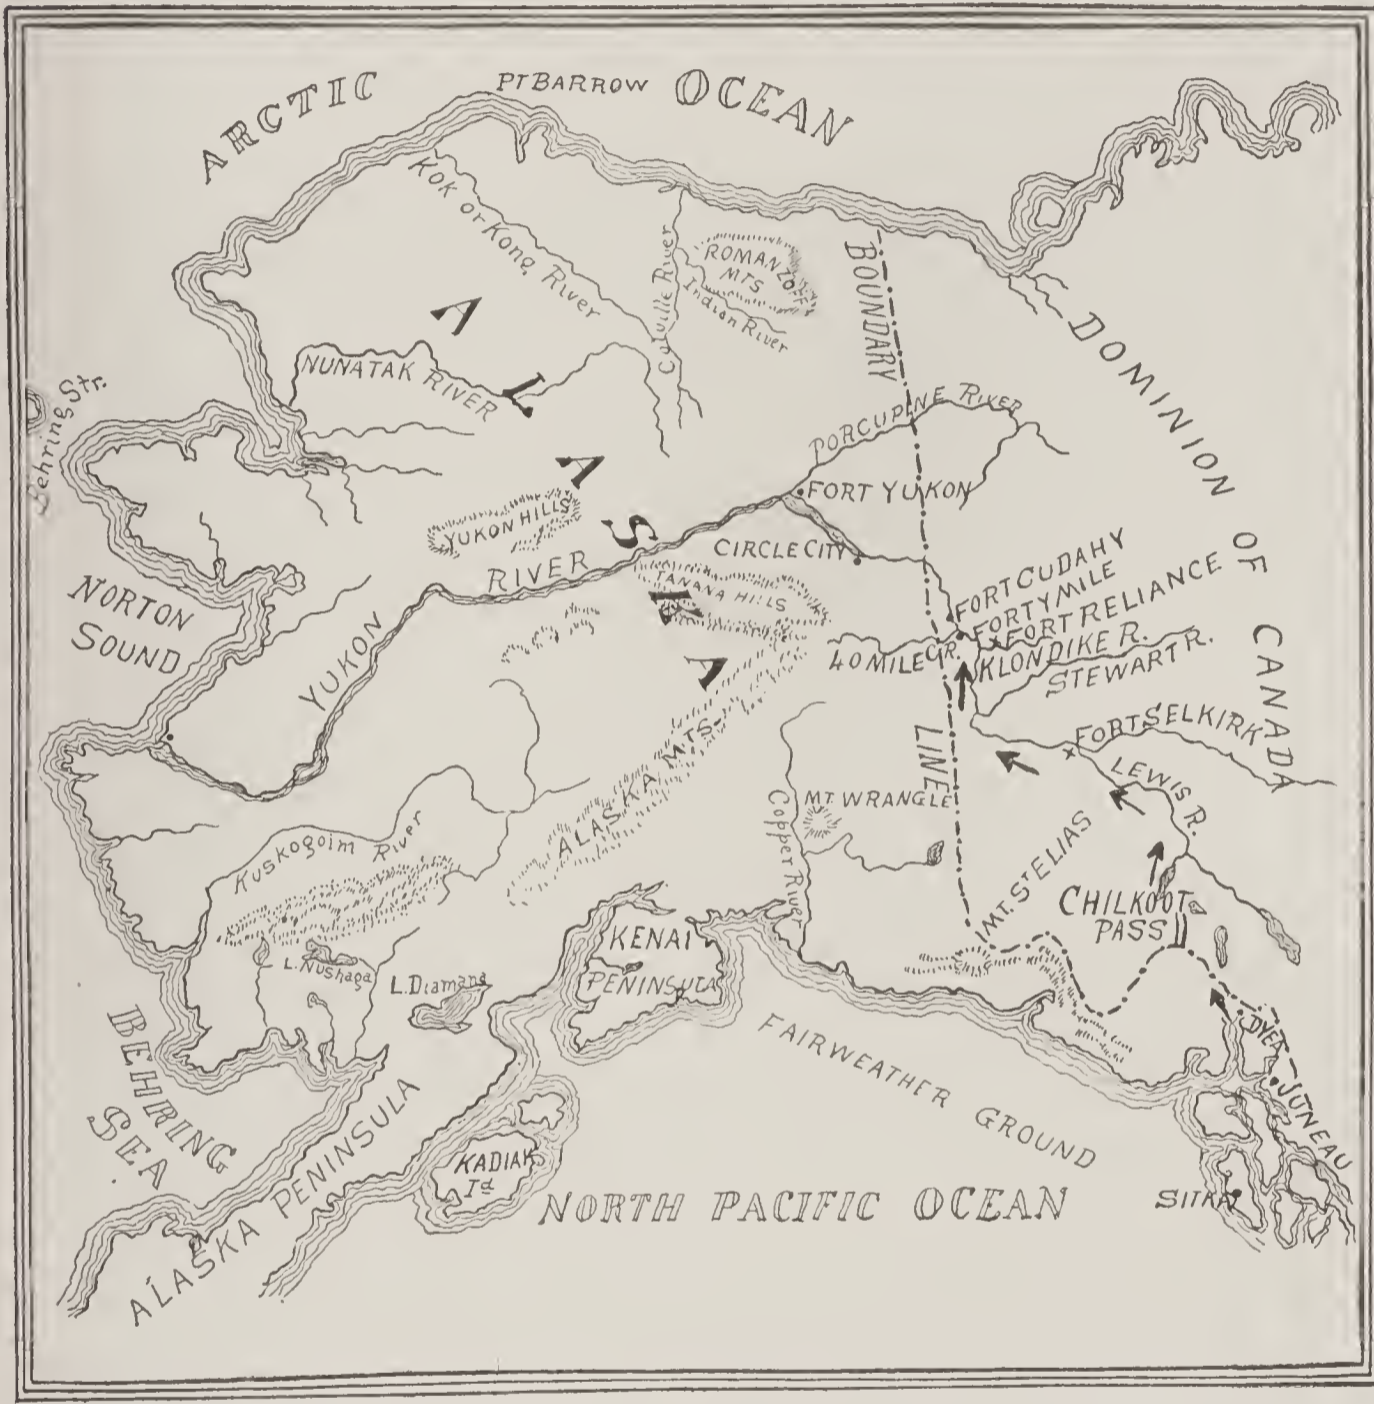 ARCTIC OCEAN
PT BARROW
Kok or Kong River
Colville River
ROMANZOFF
MTS
Indian River
BOUNDARY
LINE
DOMINION OF CANADA
ALASKA
NUNATAK RIVER
Behring Str.
PORCUPINE RIVER
FORT YUKON
YUKON HILLS
CIRCLE CITY
YUKON RIVER
TANANA HILLS
NORTON
SOUND
FORT CUDAHY
FORTY MILE
FORT RELIANCE
40 MILE CR.
KLONDIKE R.
STEWART R.
FORT SELKIRK
LEWIS R.
ALASKA MTS.
MT. WRANGLE
Copper River
Kuskogoim River
MT. ST ELIAS
CHILKOOT
PASS
KENAI
PENINSULA
L. Nushaga
L. Diamana
DYEA
JUNEAU
SITKA
FAIRWEATHER GROUND
BEHRING
SEA
ALASKA PENINSULA
KADIAK
Id
NORTH PACIFIC OCEAN